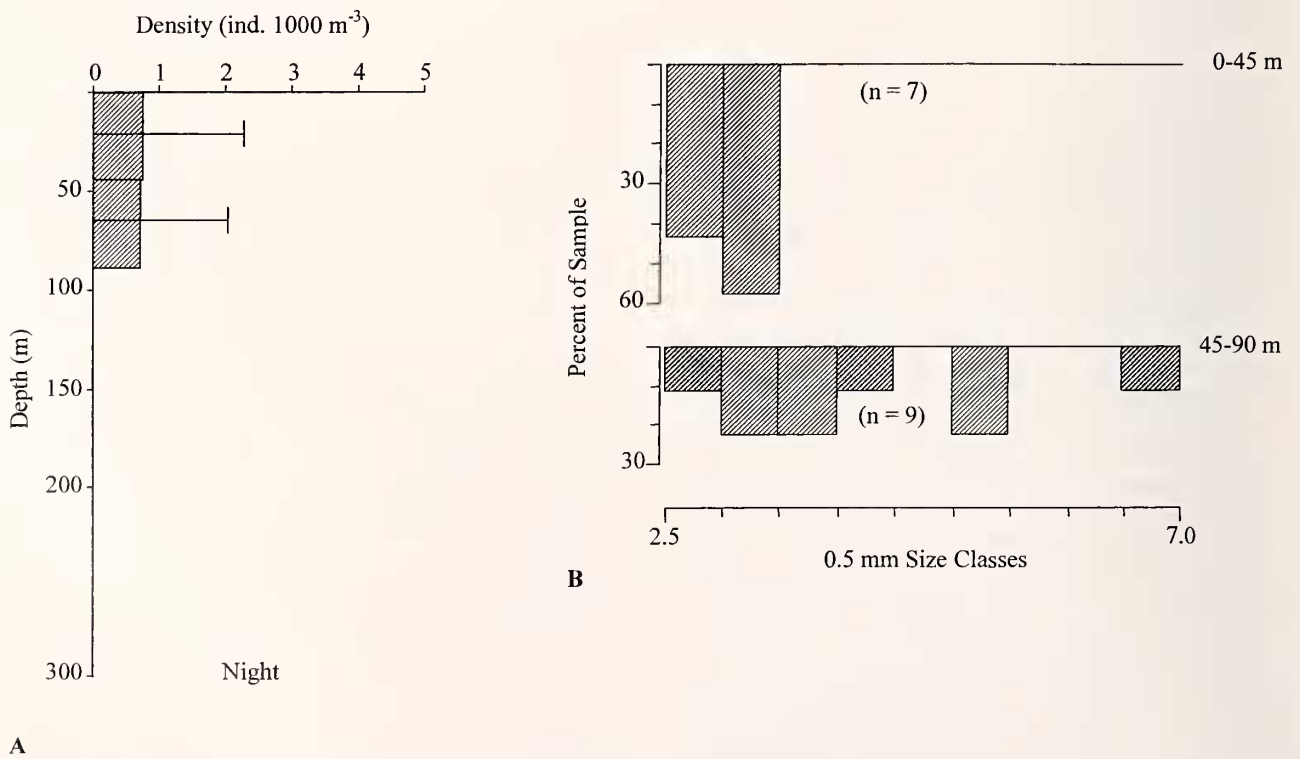 Density (ind. 1000 m⁻³)
0 1 2 3 4 5
50
100
150
200
300
Depth (m)
Night
A
0-45 m
(n = 7)
30
60
Percent of Sample
45-90 m
(n = 9)
30
2.5 7.0
0.5 mm Size Classes
B